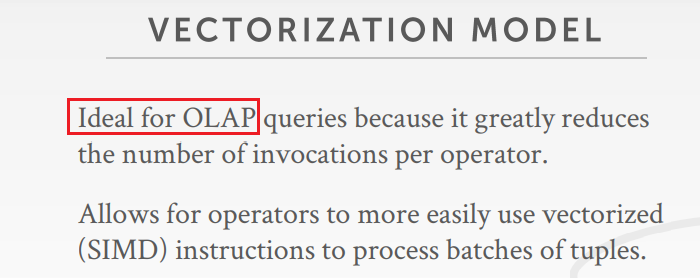 VECTORIZATION MODEL
Ideal for OLAP queries because it greatly reduces
the number of invocations per operator.
Allows for operators to more easily use vectorized
(SIMD) instructions to process batches of tuples.